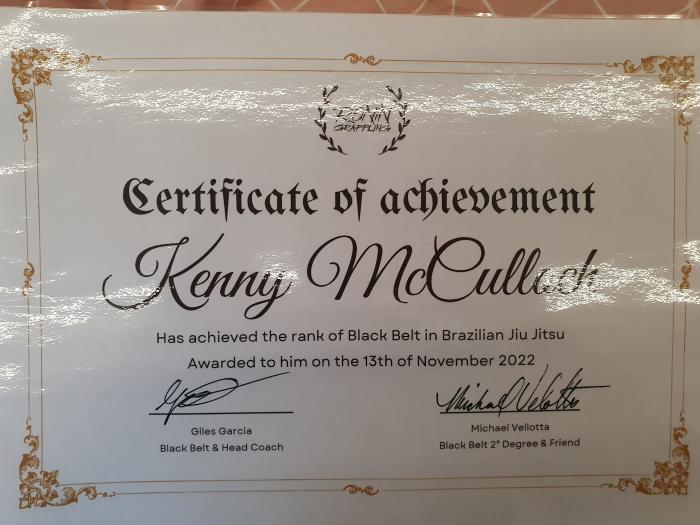 RONIN
GRAPPLING
Certificate of achievement
Kenny McCulloch
Has achieved the rank of Black Belt in Brazilian Jiu Jitsu
Awarded to him on the 13th of November 2022
Michael Vellotta
Giles Garcia
Michael Vellotta
Black Belt & Head Coach
Black Belt 2° Degree & Friend